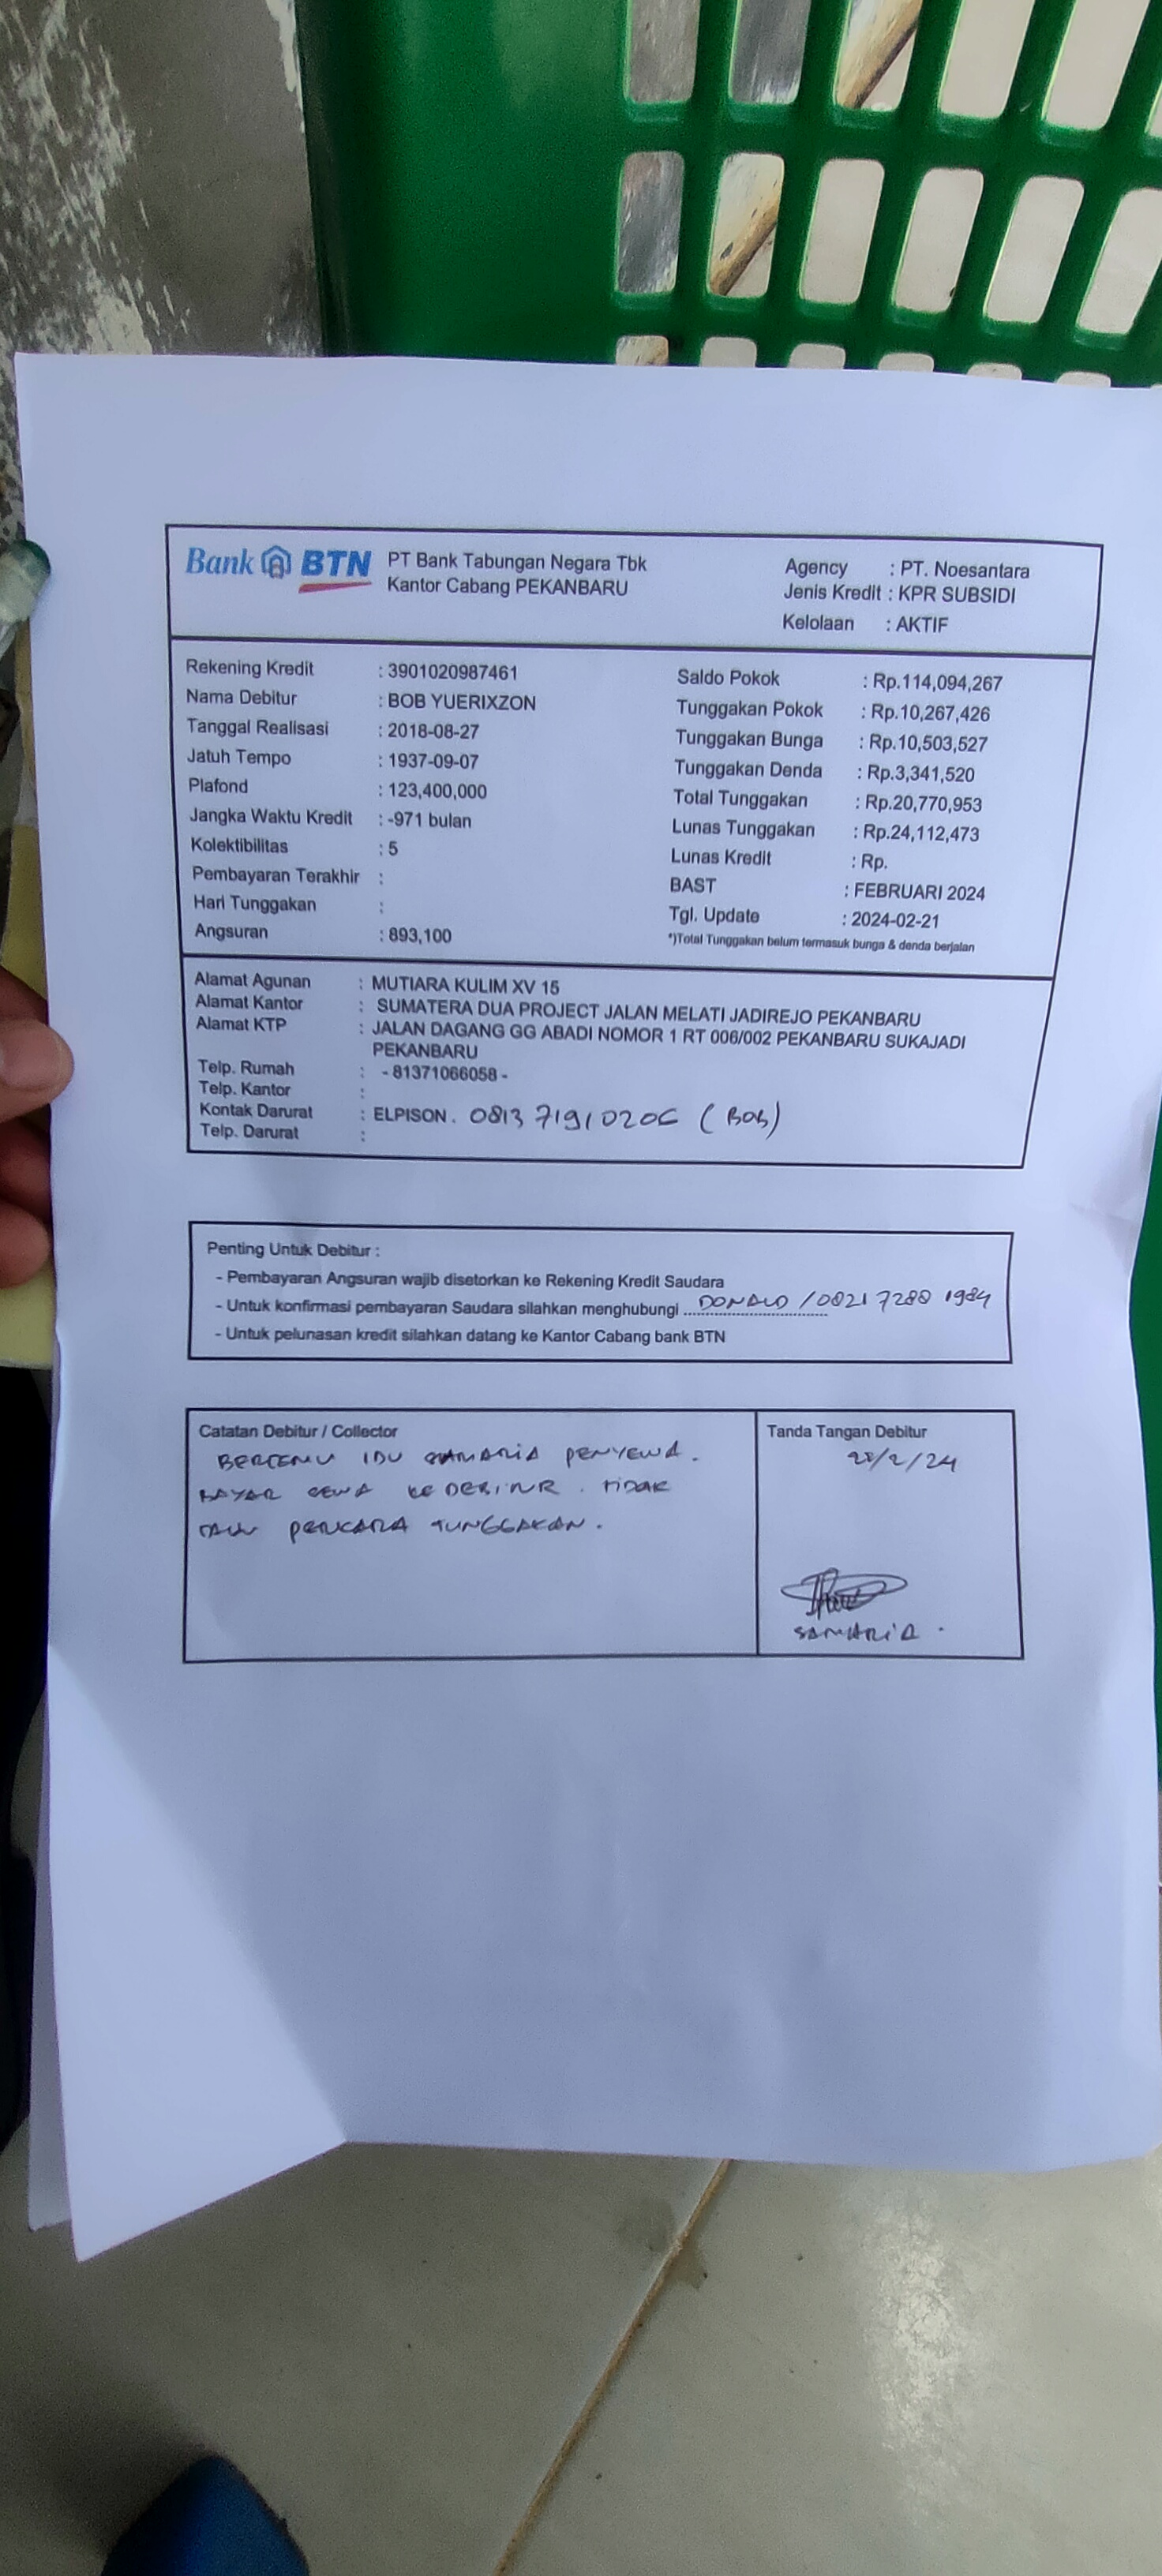 Bank BTN
PT Bank Tabungan Negara Tbk
Kantor Cabang PEKANBARU
Agency : PT. Noesantara
Jenis Kredit : KPR SUBSIDI
Kelolaan : AKTIF
Rekening Kredit : 3901020987461
Nama Debitur : BOB YUERIXZON
Tanggal Realisasi : 2018-08-27
Jatuh Tempo : 1937-09-07
Plafond : 123,400,000
Jangka Waktu Kredit : -971 bulan
Kolektibilitas : 5
Pembayaran Terakhir :
Hari Tunggakan :
Angsuran : 893,100
Saldo Pokok : Rp.114,094,267
Tunggakan Pokok : Rp.10,267,426
Tunggakan Bunga : Rp.10,503,527
Tunggakan Denda : Rp.3,341,520
Total Tunggakan : Rp.20,770,953
Lunas Tunggakan : Rp.24,112,473
Lunas Kredit : Rp.
BAST : FEBRUARI 2024
Tgl. Update : 2024-02-21
*)Total Tunggakan belum termasuk bunga & denda berjalan
Alamat Agunan : MUTIARA KULIM XV 15
Alamat Kantor : SUMATERA DUA PROJECT JALAN MELATI JADIREJO PEKANBARU
Alamat KTP : JALAN DAGANG GG ABADI NOMOR 1 RT 006/002 PEKANBARU SUKAJADI
PEKANBARU
Telp. Rumah : - 81371066058 -
Telp. Kantor :
Kontak Darurat : ELPISON. 0813 7191 0206 (BOB)
Telp. Darurat :
Penting Untuk Debitur :
- Pembayaran Angsuran wajib disetorkan ke Rekening Kredit Saudara
- Untuk konfirmasi pembayaran Saudara silahkan menghubungi DONALD / 0821 7288 1984
- Untuk pelunasan kredit silahkan datang ke Kantor Cabang bank BTN
Catatan Debitur / Collector
BERTEMU IBU SAMARIA PENYEWA.
BAYAR SEWA KE DEBITUR. TIDAK
TAU PERKARA TUNGGAKAN.
Tanda Tangan Debitur
/2/24
SAMARIA.